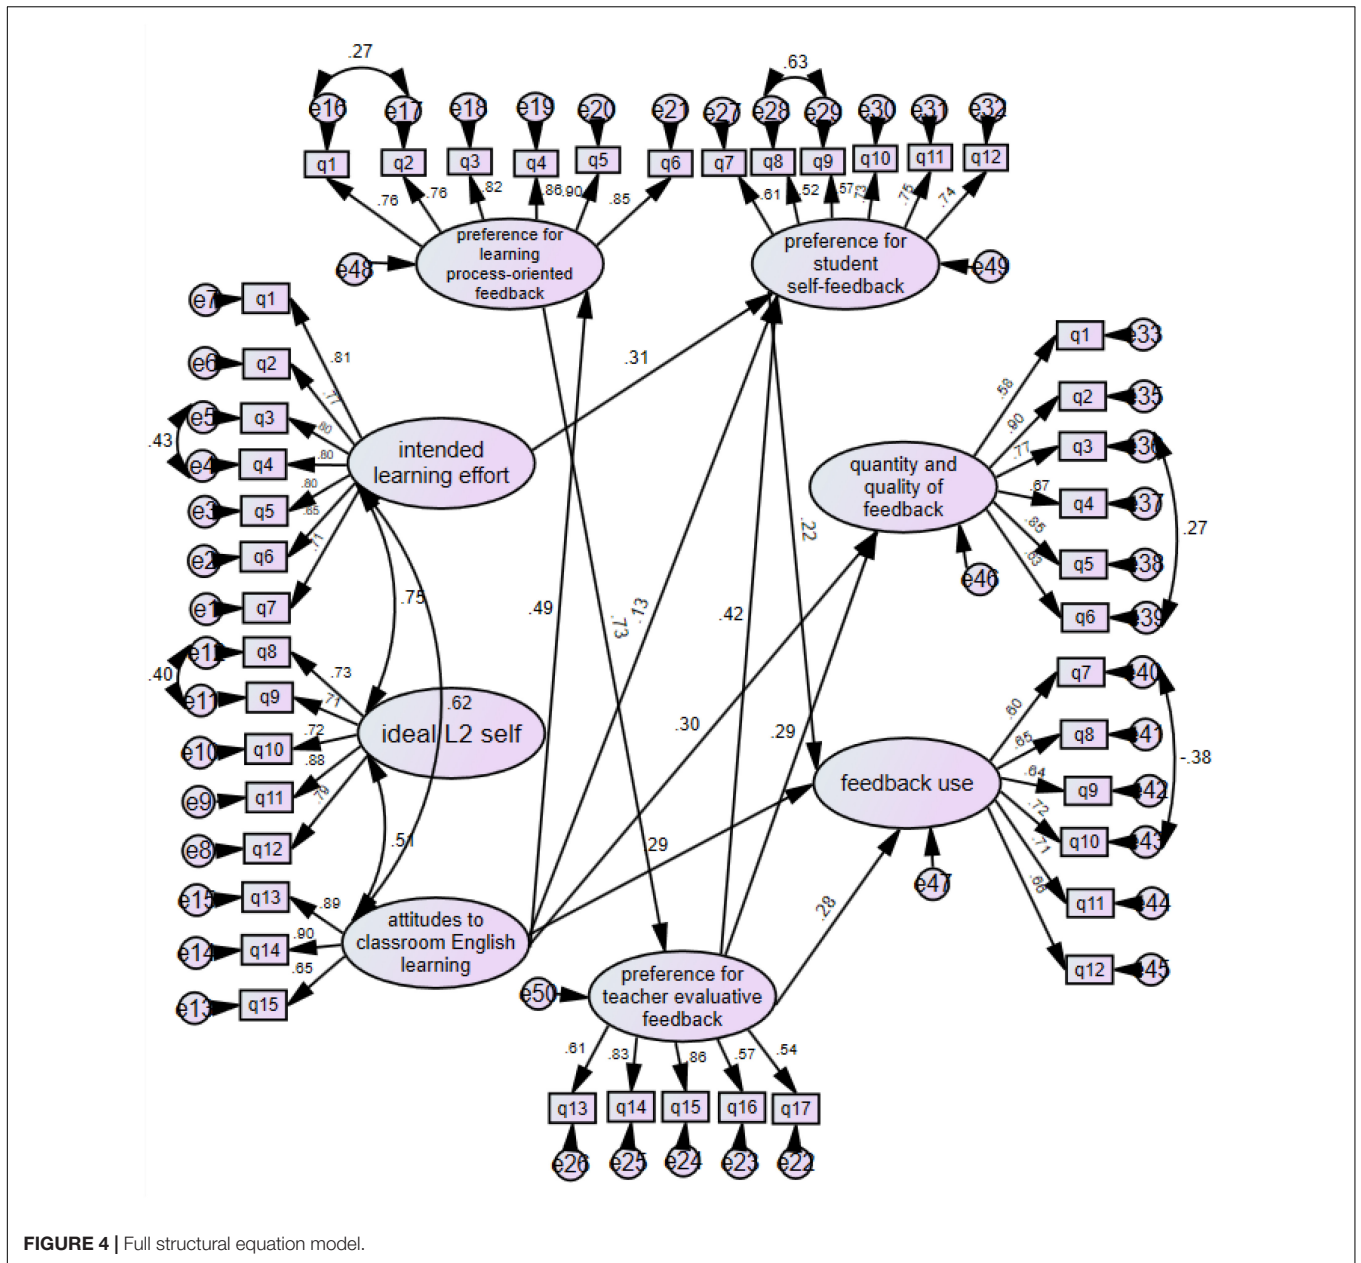 .27
.63
e16
e17
e18
e19
e20
e21
e27
e28
e29
e30
e31
e32
q1
q2
q3
q4
q5
q6
q7
q8
q9
q10
q11
q12
.76
.76
.82
.86
.90
.85
.61
.52
.57
.73
.75
.74
preference for
learning
process-oriented
feedback
e48
preference for
student
self-feedback
e49
e7
q1
e6
q2
e5
q3
.43
e4
q4
e3
q5
e2
q6
e1
q7
.81
.77
.80
.80
.80
.65
.71
intended
learning effort
.31
quantity and
quality of
feedback
e46
.58
.90
.77
.67
.85
.63
q1
e33
q2
e35
q3
e36
q4
e37
.27
q5
e38
q6
e39
.22
.75
.49
.73
.13
.42
e12
q8
.40
e11
q9
e10
q10
e9
q11
e8
q12
.73
.71
.72
.88
.79
.62
ideal L2 self
.30
.29
.51
feedback use
e47
.60
.65
.64
.72
.71
.66
q7
e40
q8
e41
-.38
q9
e42
q10
e43
q11
e44
q12
e45
e15
q13
e14
q14
e13
q15
.89
.90
.65
attitudes to
classroom English
learning
.29
.28
e50
preference for
teacher evaluative
feedback
.61
.83
.86
.57
.54
q13
q14
q15
q16
q17
e26
e25
e24
e23
e22
FIGURE 4 | Full structural equation model.